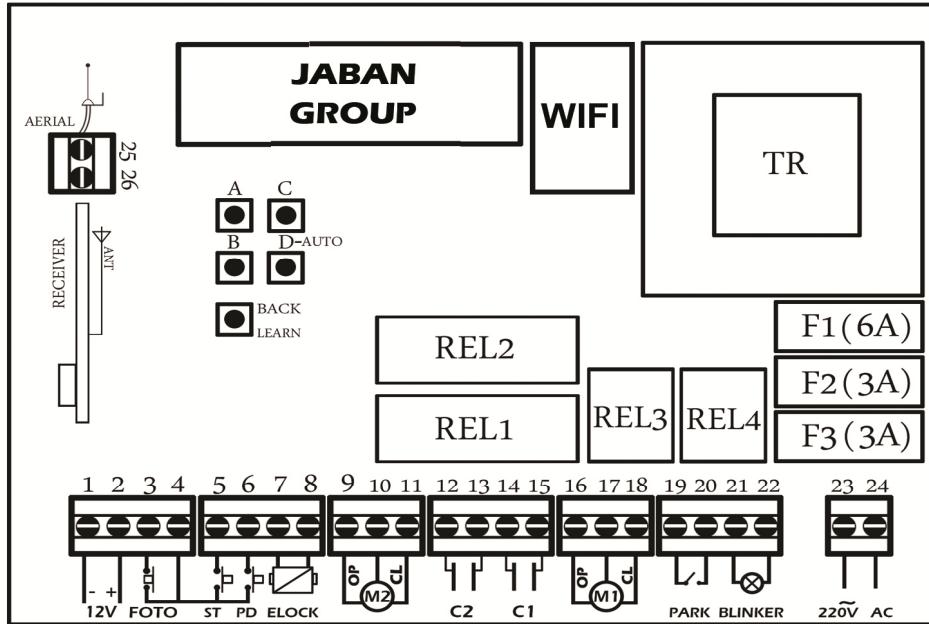 JABAN
GROUP
WIFI
TR
AERIAL
25
26
RECEIVER
ANT
A C
B D-AUTO
BACK
LEARN
REL2
REL1
REL3
REL4
F1(6A)
F2(3A)
F3(3A)
1 2 3 4 5 6 7 8 9 10 11 12 13 14 15 16 17 18 19 20 21 22 23 24
- +
12V FOTO ST PD ELOCK
OP M2 CL
C2 C1
OP M1 CL
PARK BLINKER
220V ~ AC